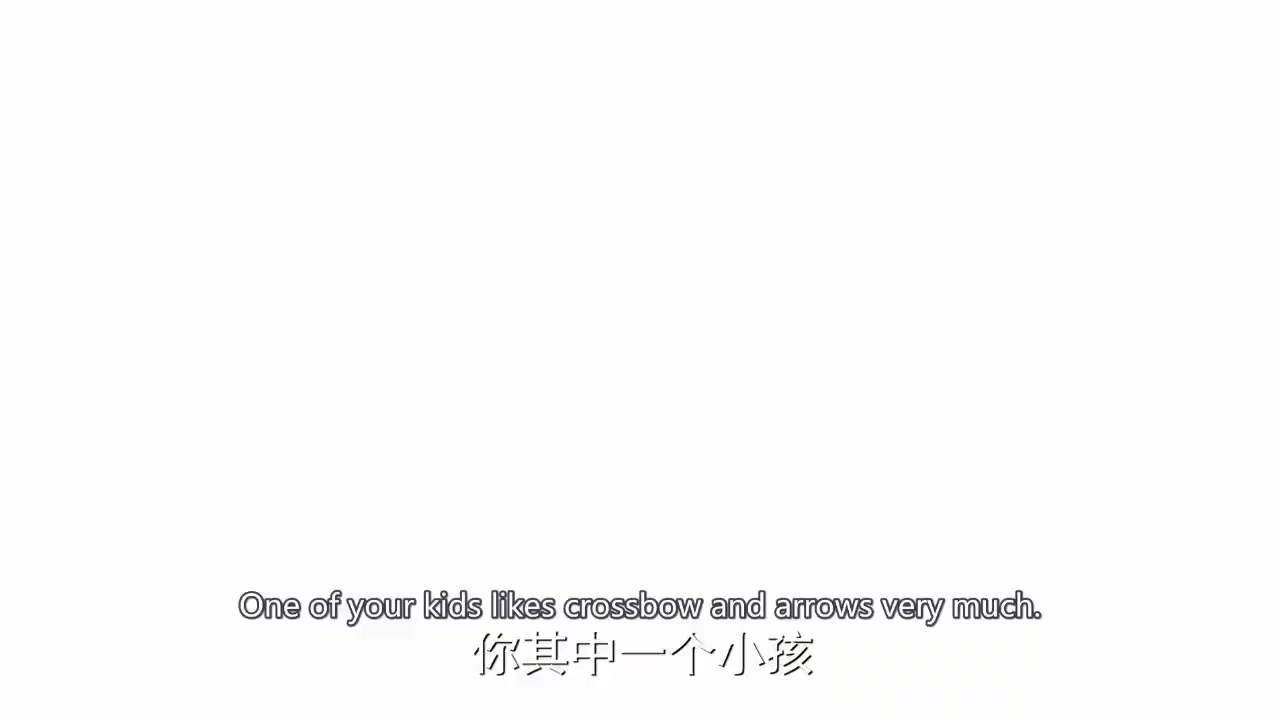 One of your kids likes crossbow and arrows very much.
你其中一个小孩